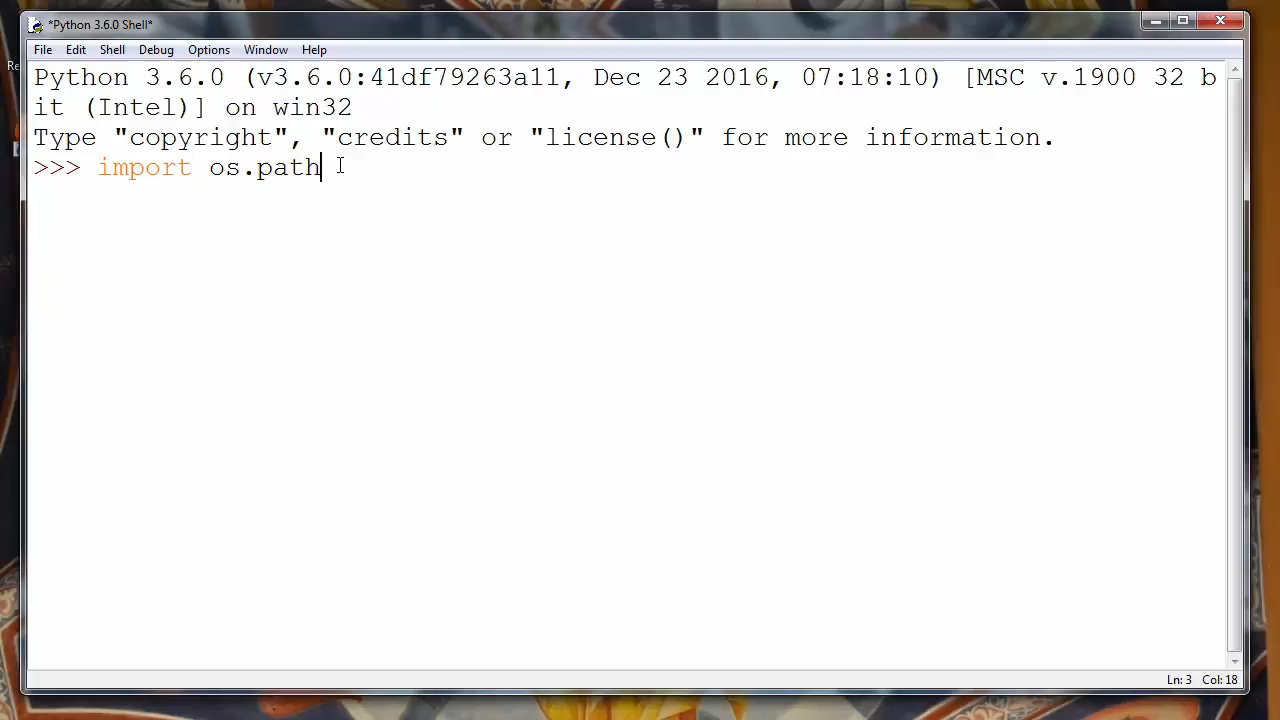 *Python 3.6.0 Shell*
File Edit Shell Debug Options Window Help
Python 3.6.0 (v3.6.0:41df79263a11, Dec 23 2016, 07:18:10) [MSC v.1900 32 b
it (Intel)] on win32
Type "copyright", "credits" or "license()" for more information.
>>> import os.path
Ln: 3 Col: 18